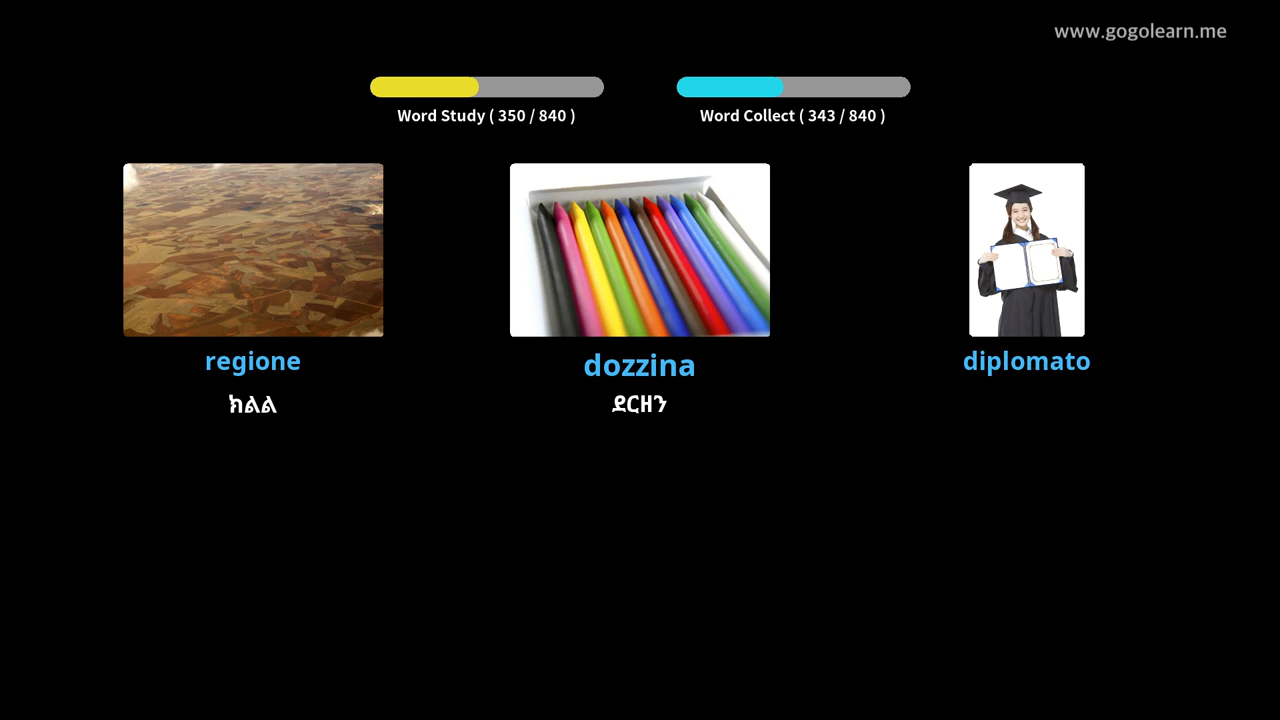 www.gogolearn.me
Word Study ( 350 / 840 )
Word Collect ( 343 / 840 )
regione
dozzina
diplomato
ክልል
ደርዘን